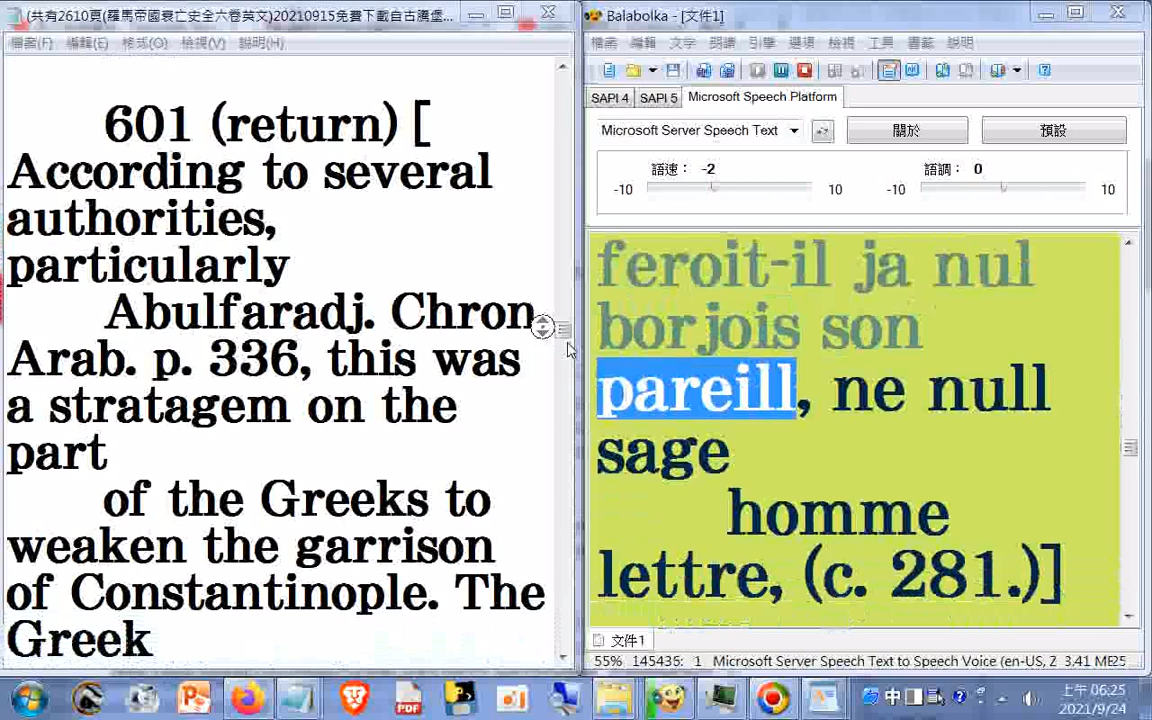 (共有2610頁(羅馬帝國衰亡史全六卷英文)20210915免費下載自古騰堡...
檔案(F) 編輯(E) 格式(O) 檢視(V) 說明(H)
601 (return) [
According to several
authorities,
particularly
Abulfaradj. Chron.
Arab. p. 336, this was
a stratagem on the
part
of the Greeks to
weaken the garrison
of Constantinople. The
Greek
Balabolka - [文件1]
檔案 編輯 文字 朗讀 引擎 選項 檢視 工具 書籤 說明
SAPI 4 SAPI 5 Microsoft Speech Platform
Microsoft Server Speech Text 關於 預設
語速: -2 語調: 0
-10 10 -10 10
feroit-il ja nul
borjois son
pareill, ne null
sage
homme
lettre, (c. 281.)]
文件1
55% 145436: 1 Microsoft Server Speech Text to Speech Voice (en-US, Z 3,41 ME25
PDF 中 上午 06:25
2021/9/24